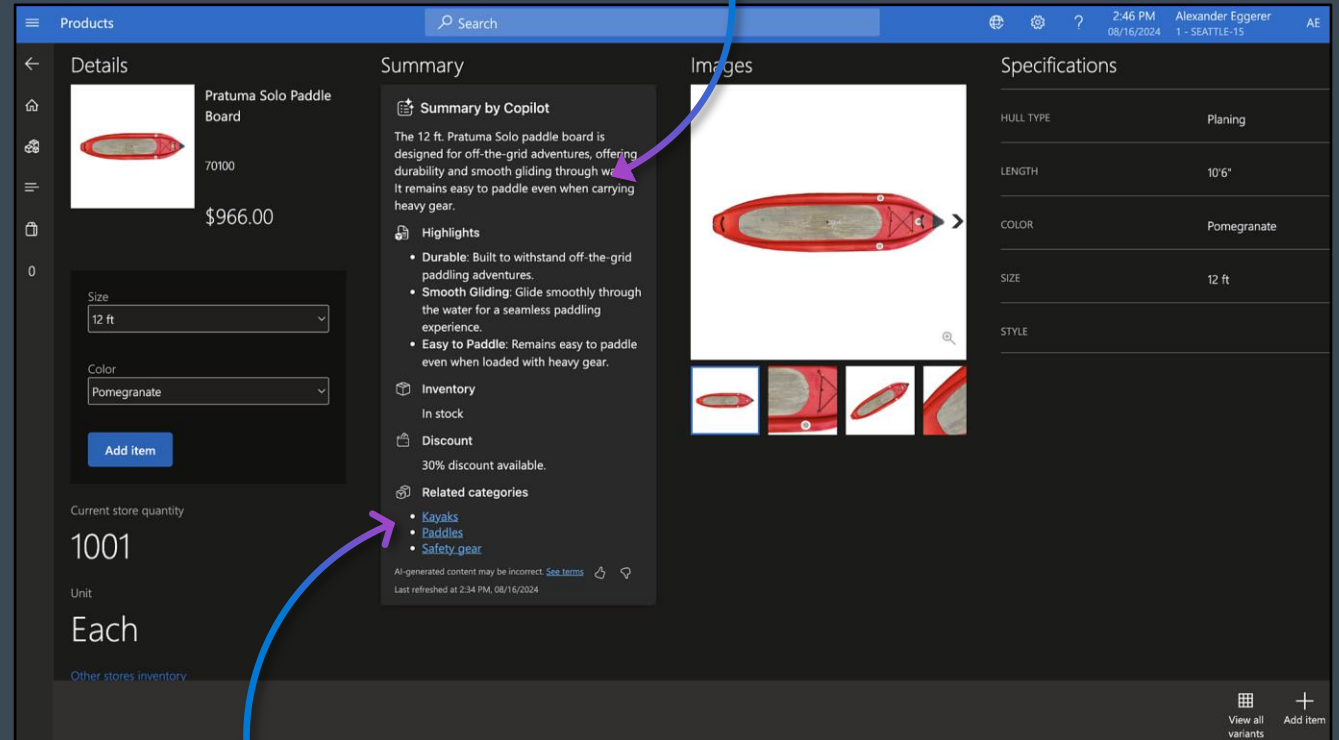 Products
Search
2:46 PM
08/16/2024
Alexander Eggerer
1 - SEATTLE-15
AE
0
Details
Pratuma Solo Paddle
Board
70100
$966.00
Size
12 ft
Color
Pomegranate
Add item
Current store quantity
1001
Unit
Each
Other stores inventory
Summary
Summary by Copilot
The 12 ft. Pratuma Solo paddle board is
designed for off-the-grid adventures, offering
durability and smooth gliding through
It remains easy to paddle even when carrying
heavy gear.
Highlights
• Durable: Built to withstand off-the-grid
paddling adventures.
• Smooth Gliding: Glide smoothly through
the water for a seamless paddling
experience.
• Easy to Paddle: Remains easy to paddle
even when loaded with heavy gear.
Inventory
In stock
Discount
30% discount available.
Related categories
• Kayaks
• Paddles
• Safety gear
AI-generated content may be incorrect. See terms
Last refreshed at 2:34 PM, 08/16/2024
Images
Specifications
HULL TYPE Planing
LENGTH 10'6"
COLOR Pomegranate
SIZE 12 ft
STYLE
View all
variants
Add item